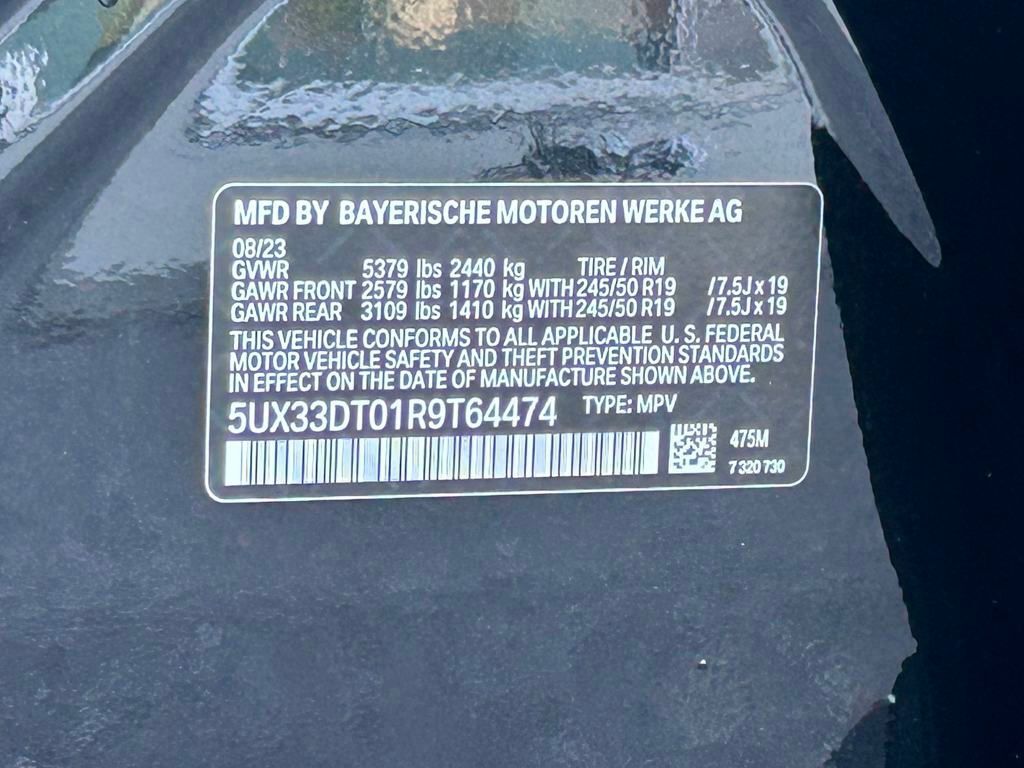 MFD BY BAYERISCHE MOTOREN WERKE AG
08/23
GVWR 5379 lbs 2440 kg TIRE / RIM
GAWR FRONT 2579 lbs 1170 kg WITH 245/50 R19 /7.5J x 19
GAWR REAR 3109 lbs 1410 kg WITH 245/50 R19 /7.5J x 19
THIS VEHICLE CONFORMS TO ALL APPLICABLE U. S. FEDERAL
MOTOR VEHICLE SAFETY AND THEFT PREVENTION STANDARDS
IN EFFECT ON THE DATE OF MANUFACTURE SHOWN ABOVE.
5UX33DT01R9T64474 TYPE: MPV
475M
7 320 730